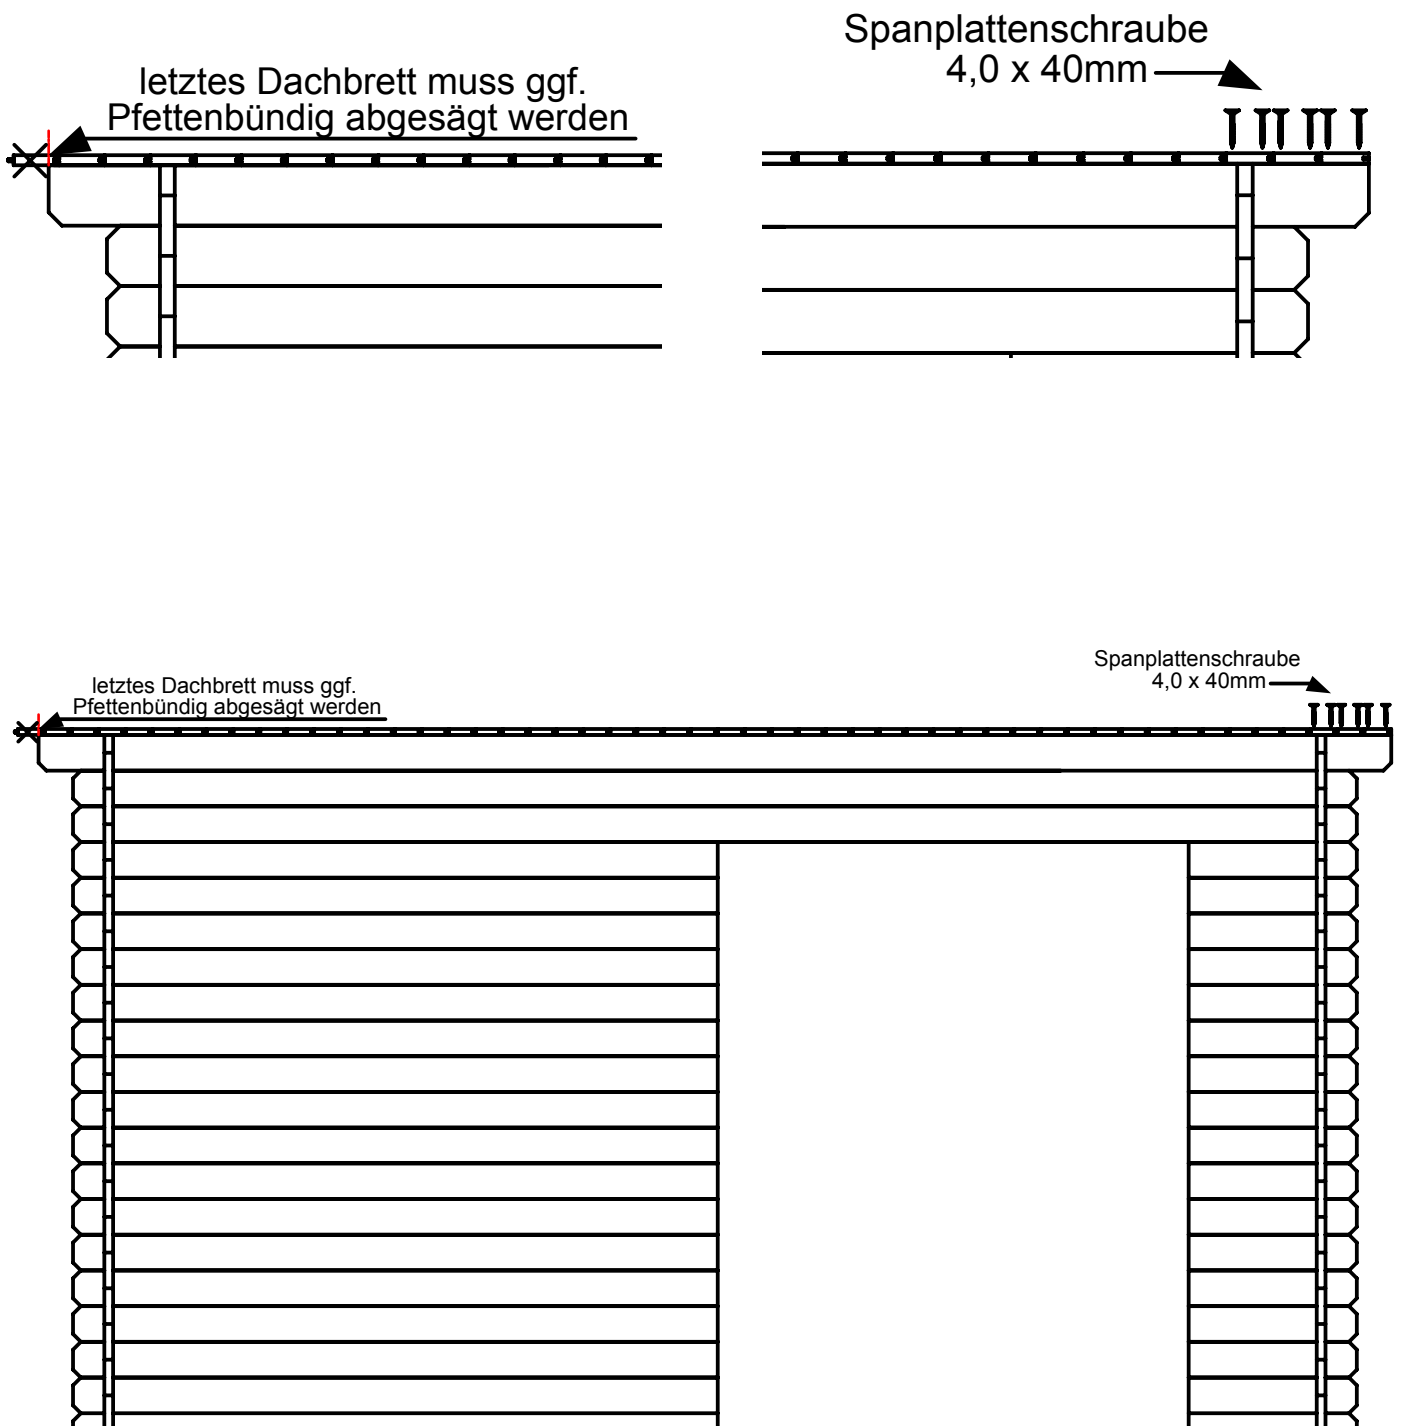 Spanplattenschraube
4,0 x 40mm
letztes Dachbrett muss ggf.
Pfettenbündig abgesägt werden
Spanplattenschraube
4,0 x 40mm
letztes Dachbrett muss ggf.
Pfettenbündig abgesägt werden